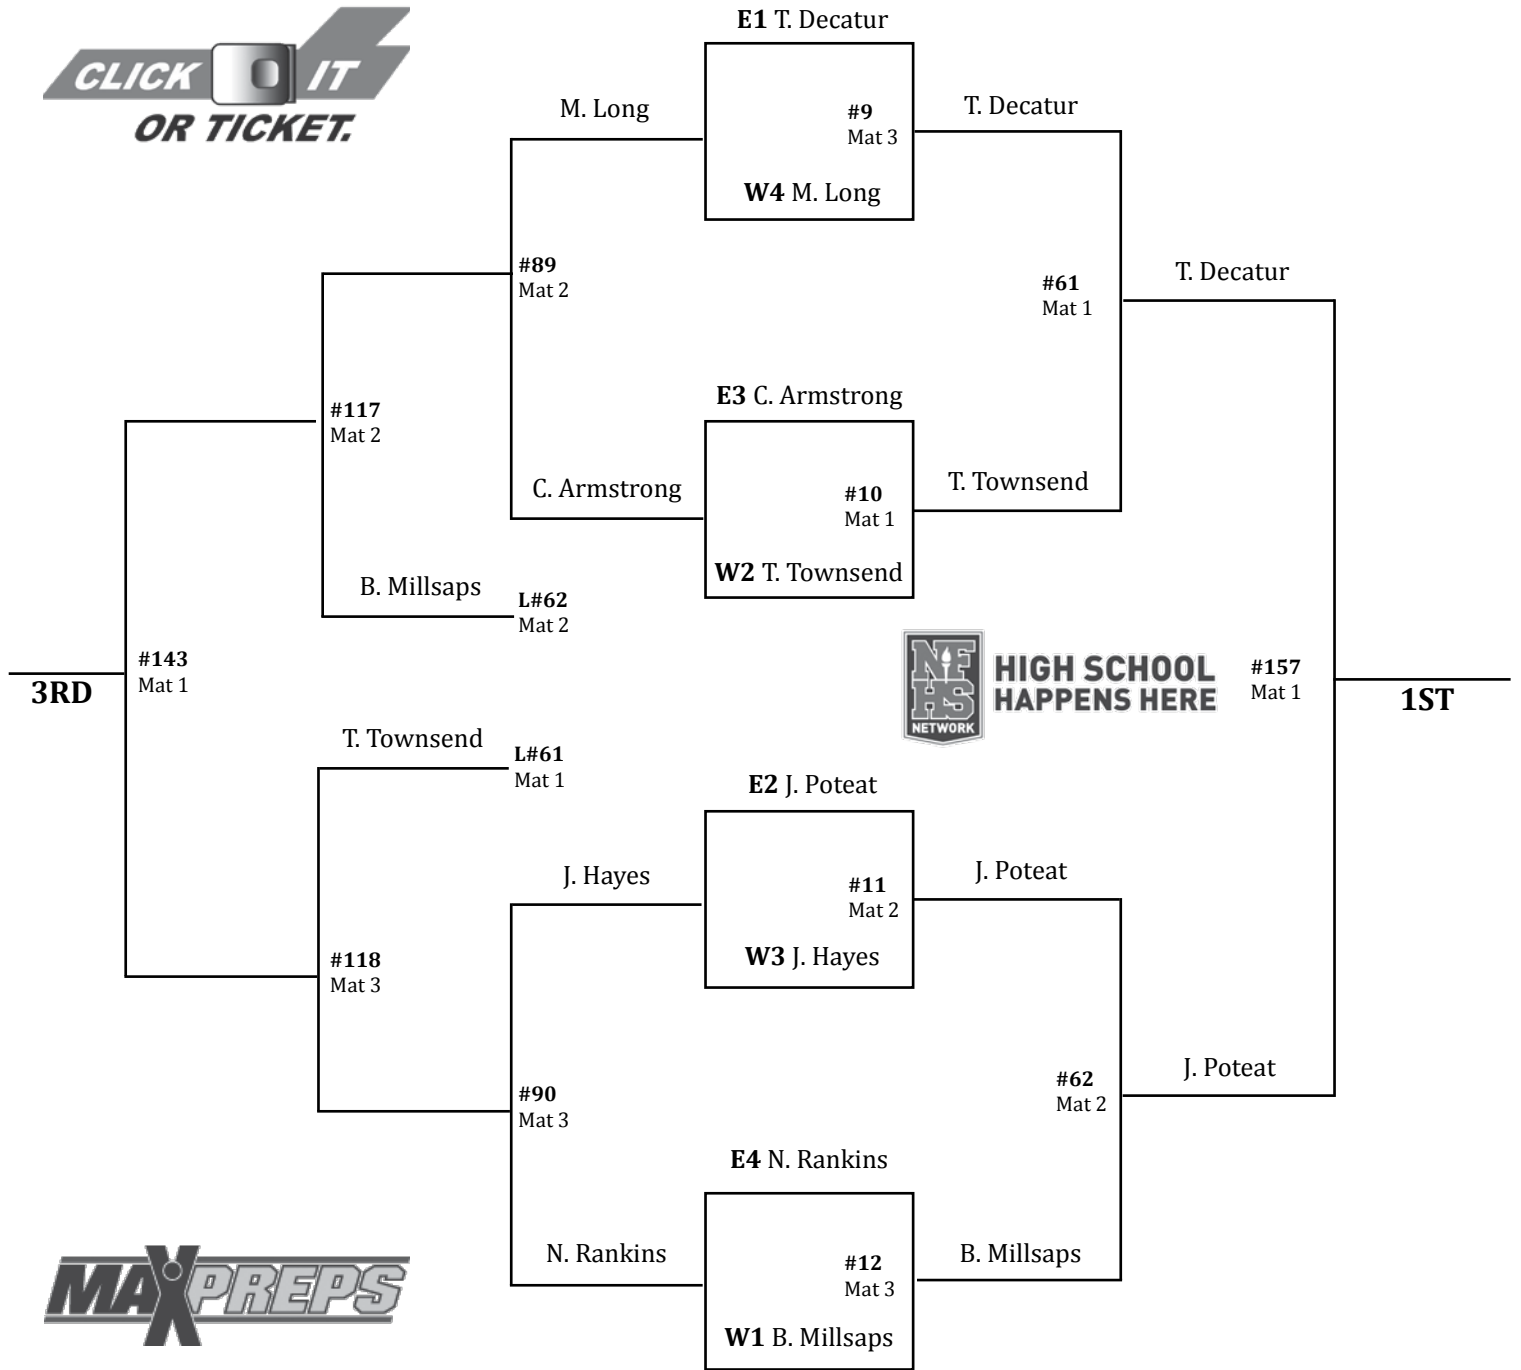 E1 T. Decatur
CLICK IT
OR TICKET.
M. Long
#9
Mat 3
T. Decatur
W4 M. Long
#89
Mat 2
#61
Mat 1
T. Decatur
E3 C. Armstrong
#117
Mat 2
C. Armstrong
#10
Mat 1
T. Townsend
W2 T. Townsend
B. Millsaps
L#62
Mat 2
#143
Mat 1
3RD
NFHS
NETWORK
HIGH SCHOOL
HAPPENS HERE
#157
Mat 1
1ST
T. Townsend
L#61
Mat 1
E2 J. Poteat
J. Hayes
#11
Mat 2
J. Poteat
W3 J. Hayes
#118
Mat 3
#90
Mat 3
#62
Mat 2
J. Poteat
E4 N. Rankins
N. Rankins
#12
Mat 3
B. Millsaps
W1 B. Millsaps
MAXPREPS